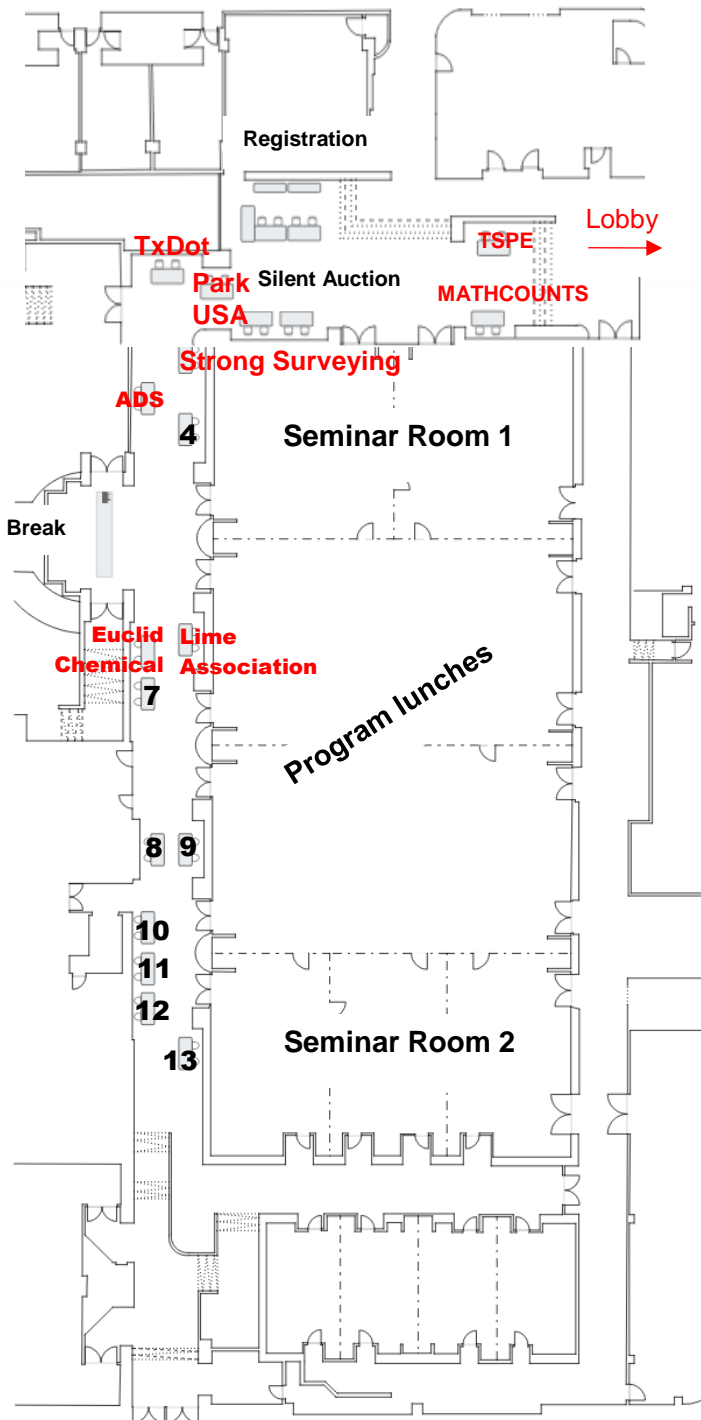 Registration
Lobby
TSPE
TxDot
Silent Auction
Park
USA
MATHCOUNTS
Strong Surveying
ADS
4
Seminar Room 1
Break
Euclid
Chemical
Lime
Association
7
Program lunches
8
9
10
11
12
13
Seminar Room 2